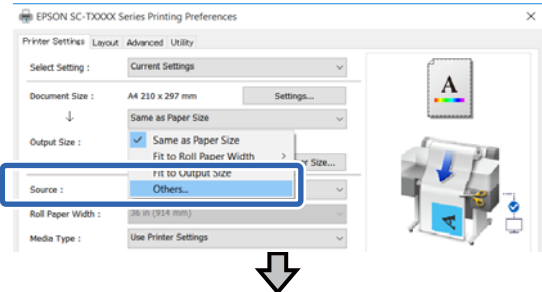 EPSON SC-TXXXX Series Printing Preferences
Printer Settings Layout Advanced Utility
Select Setting : Current Settings
Document Size : A4 210 x 297 mm Settings...
Same as Paper Size
Output Size : Same as Paper Size
Fit to Roll Paper Width
Size...
Fit to Output Size
Source : Others...
Roll Paper Width : 36 in (914 mm)
Media Type : Use Printer Settings
A
A